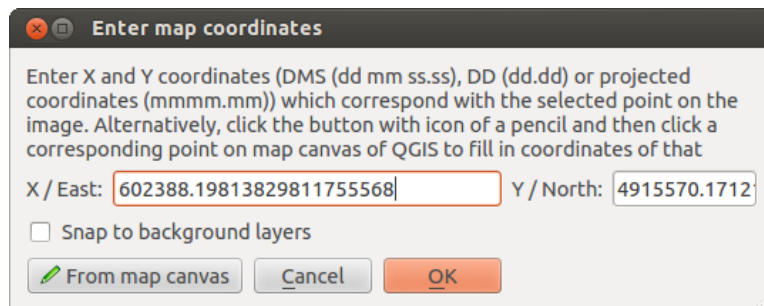 Enter map coordinates
Enter X and Y coordinates (DMS (dd mm ss.ss), DD (dd.dd) or projected
coordinates (mmmm.mm)) which correspond with the selected point on the
image. Alternatively, click the button with icon of a pencil and then click a
corresponding point on map canvas of QGIS to fill in coordinates of that
X / East: 602388.19813829811755568 Y / North: 4915570.1712
Snap to background layers
From map canvas Cancel OK